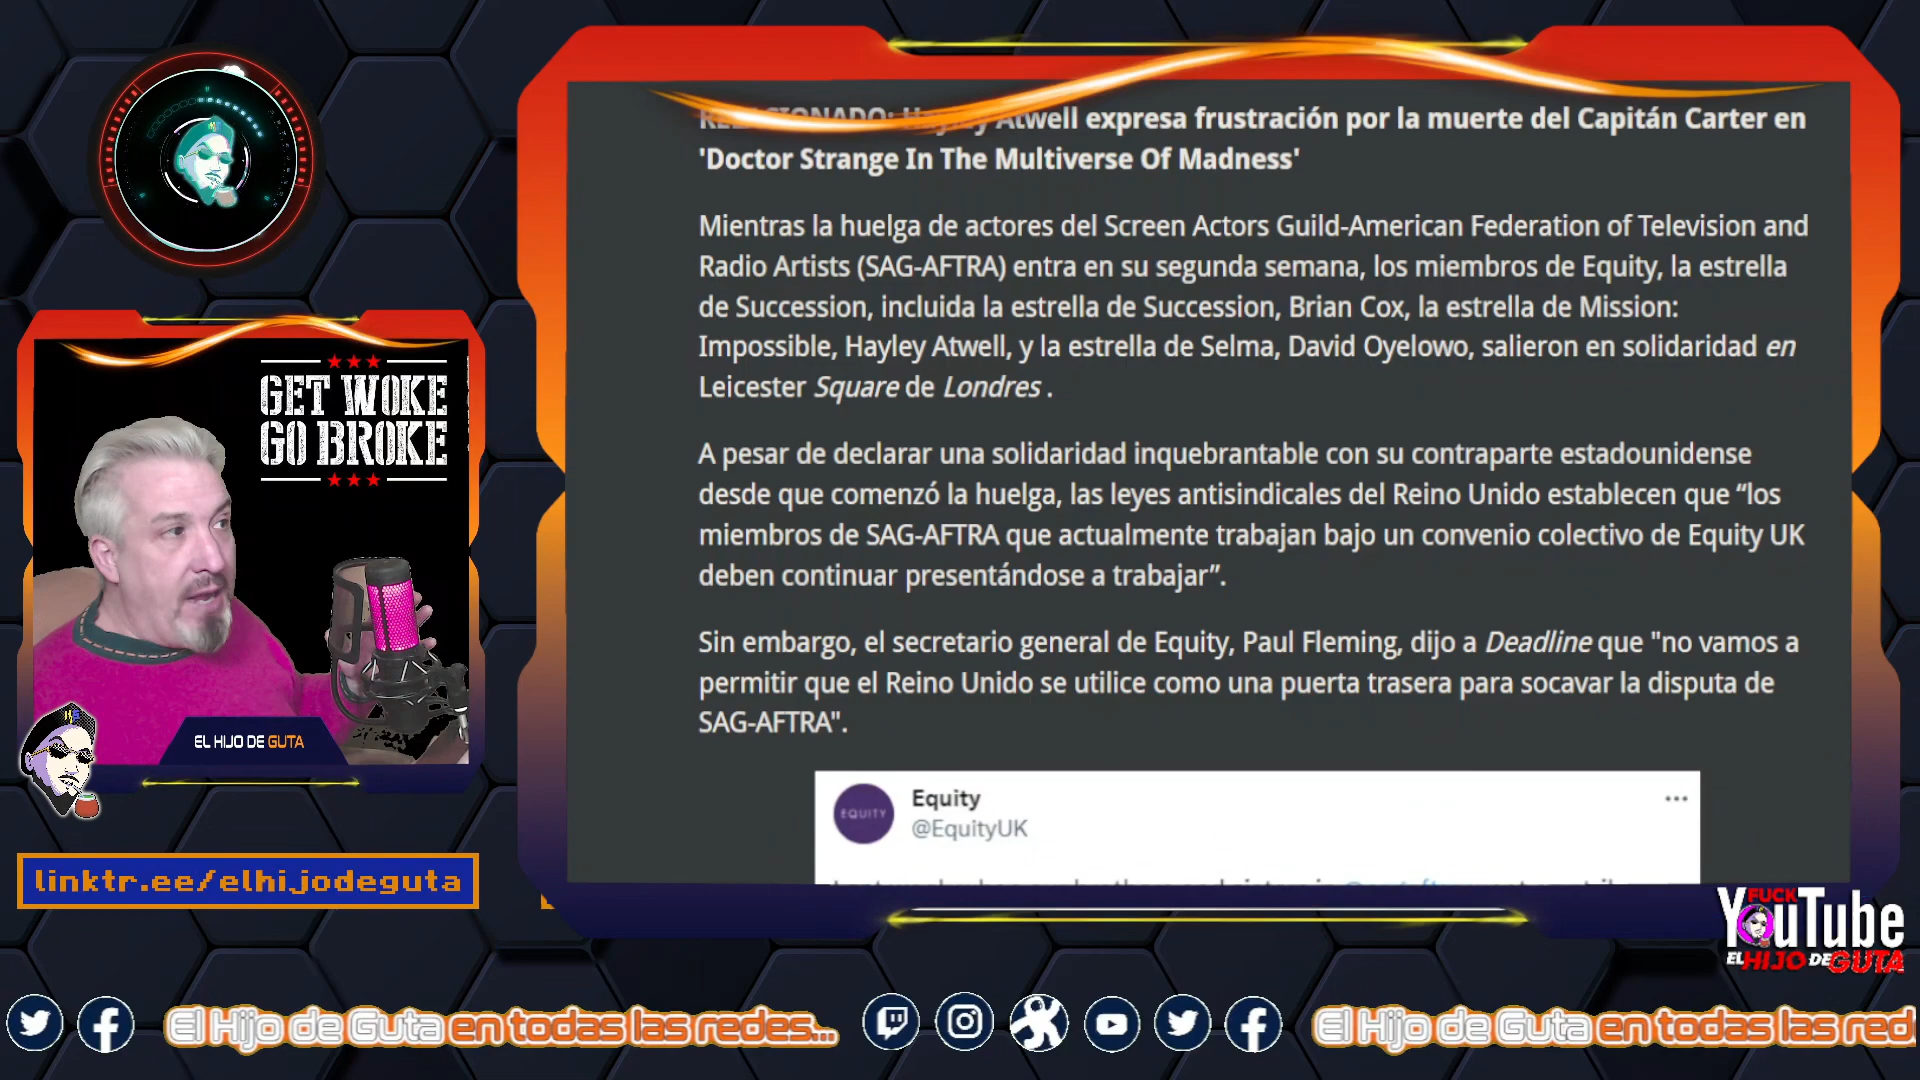 RELACIONADO: Hayley Atwell expresa frustración por la muerte del Capitán Carter en
'Doctor Strange In The Multiverse Of Madness'
Mientras la huelga de actores del Screen Actors Guild-American Federation of Television and
Radio Artists (SAG-AFTRA) entra en su segunda semana, los miembros de Equity, la estrella
de Succession, incluida la estrella de Succession, Brian Cox, la estrella de Mission:
Impossible, Hayley Atwell, y la estrella de Selma, David Oyelowo, salieron en solidaridad en
Leicester Square de Londres .
A pesar de declarar una solidaridad inquebrantable con su contraparte estadounidense
desde que comenzó la huelga, las leyes antisindicales del Reino Unido establecen que “los
miembros de SAG-AFTRA que actualmente trabajan bajo un convenio colectivo de Equity UK
deben continuar presentándose a trabajar”.
Sin embargo, el secretario general de Equity, Paul Fleming, dijo a Deadline que "no vamos a
permitir que el Reino Unido se utilice como una puerta trasera para socavar la disputa de
SAG-AFTRA".
EQUITY
Equity
@EquityUK
GET WOKE
GO BROKE
EL HIJO DE GUTA
linktr.ee/elhijodeguta
FUCK
YouTube
EL HIJO DE GUTA
El Hijo de Guta en todas las redes...
El Hijo de Guta en todas las red